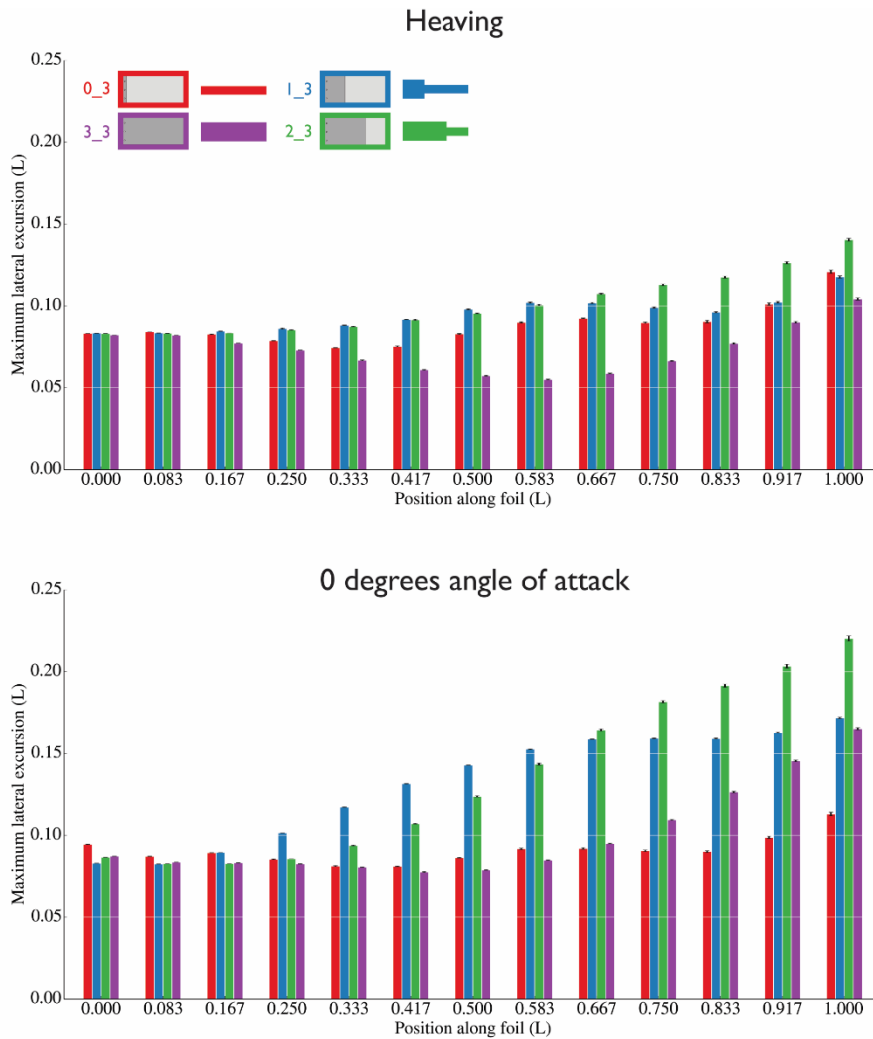 Heaving
0.25
0_3
1_3
3_3
2_3
0.20
0.15
0.10
0.05
0.00
Maximum lateral excursion (L)
0.000 0.083 0.167 0.250 0.333 0.417 0.500 0.583 0.667 0.750 0.833 0.917 1.000
Position along foil (L)
0 degrees angle of attack
0.25
0.20
0.15
0.10
0.05
0.00
Maximum lateral excursion (L)
0.000 0.083 0.167 0.250 0.333 0.417 0.500 0.583 0.667 0.750 0.833 0.917 1.000
Position along foil (L)